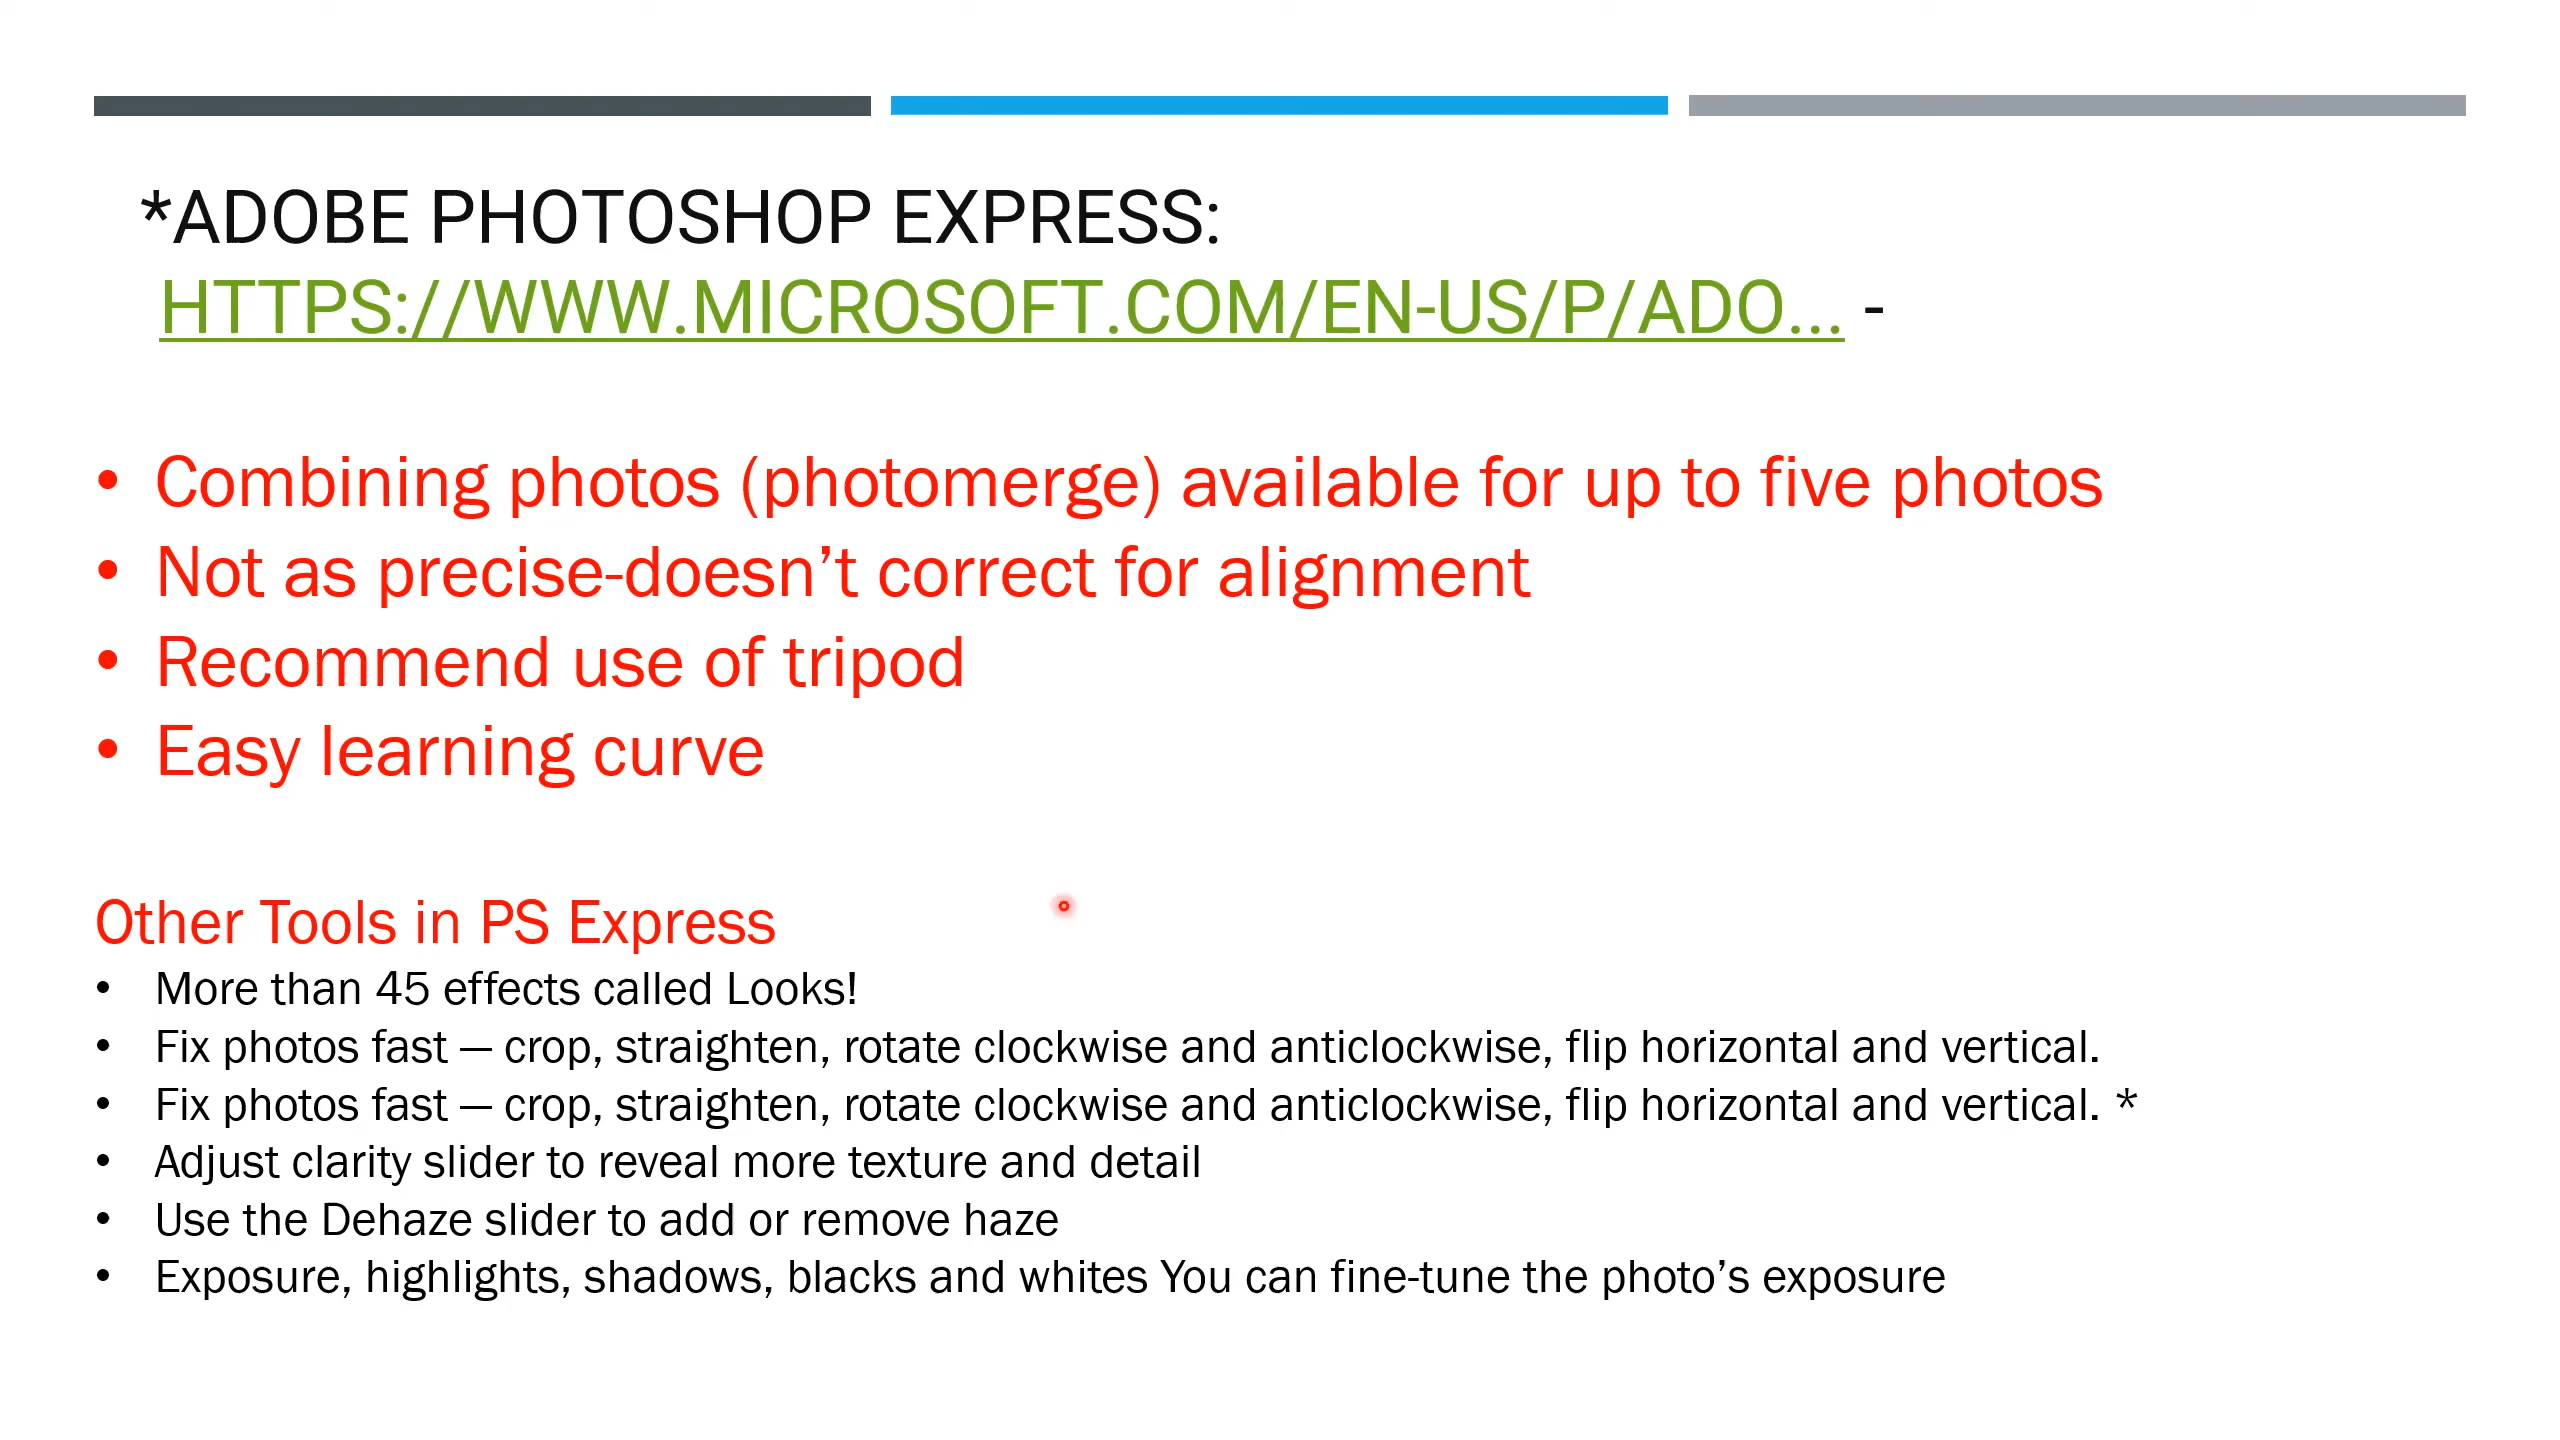 *ADOBE PHOTOSHOP EXPRESS:
HTTPS://WWW.MICROSOFT.COM/EN-US/P/ADO... -
• Combining photos (photomerge) available for up to five photos
• Not as precise-doesn’t correct for alignment
• Recommend use of tripod
• Easy learning curve
Other Tools in PS Express
• More than 45 effects called Looks!
• Fix photos fast — crop, straighten, rotate clockwise and anticlockwise, flip horizontal and vertical.
• Fix photos fast — crop, straighten, rotate clockwise and anticlockwise, flip horizontal and vertical. *
• Adjust clarity slider to reveal more texture and detail
• Use the Dehaze slider to add or remove haze
• Exposure, highlights, shadows, blacks and whites You can fine-tune the photo’s exposure